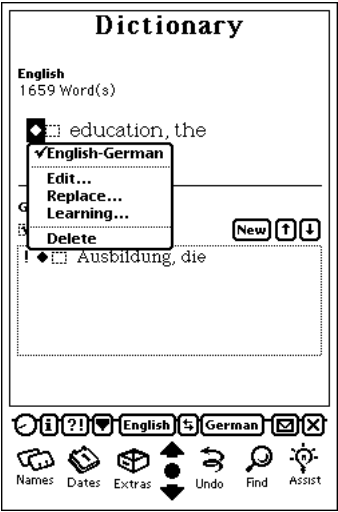 Dictionary
English
1659 Word(s)
education, the
✓English-German
Edit...
Replace...
Learning...
Delete
G
New
! Ausbildung, die
i ?! English German
Names Dates Extras Undo Find Assist